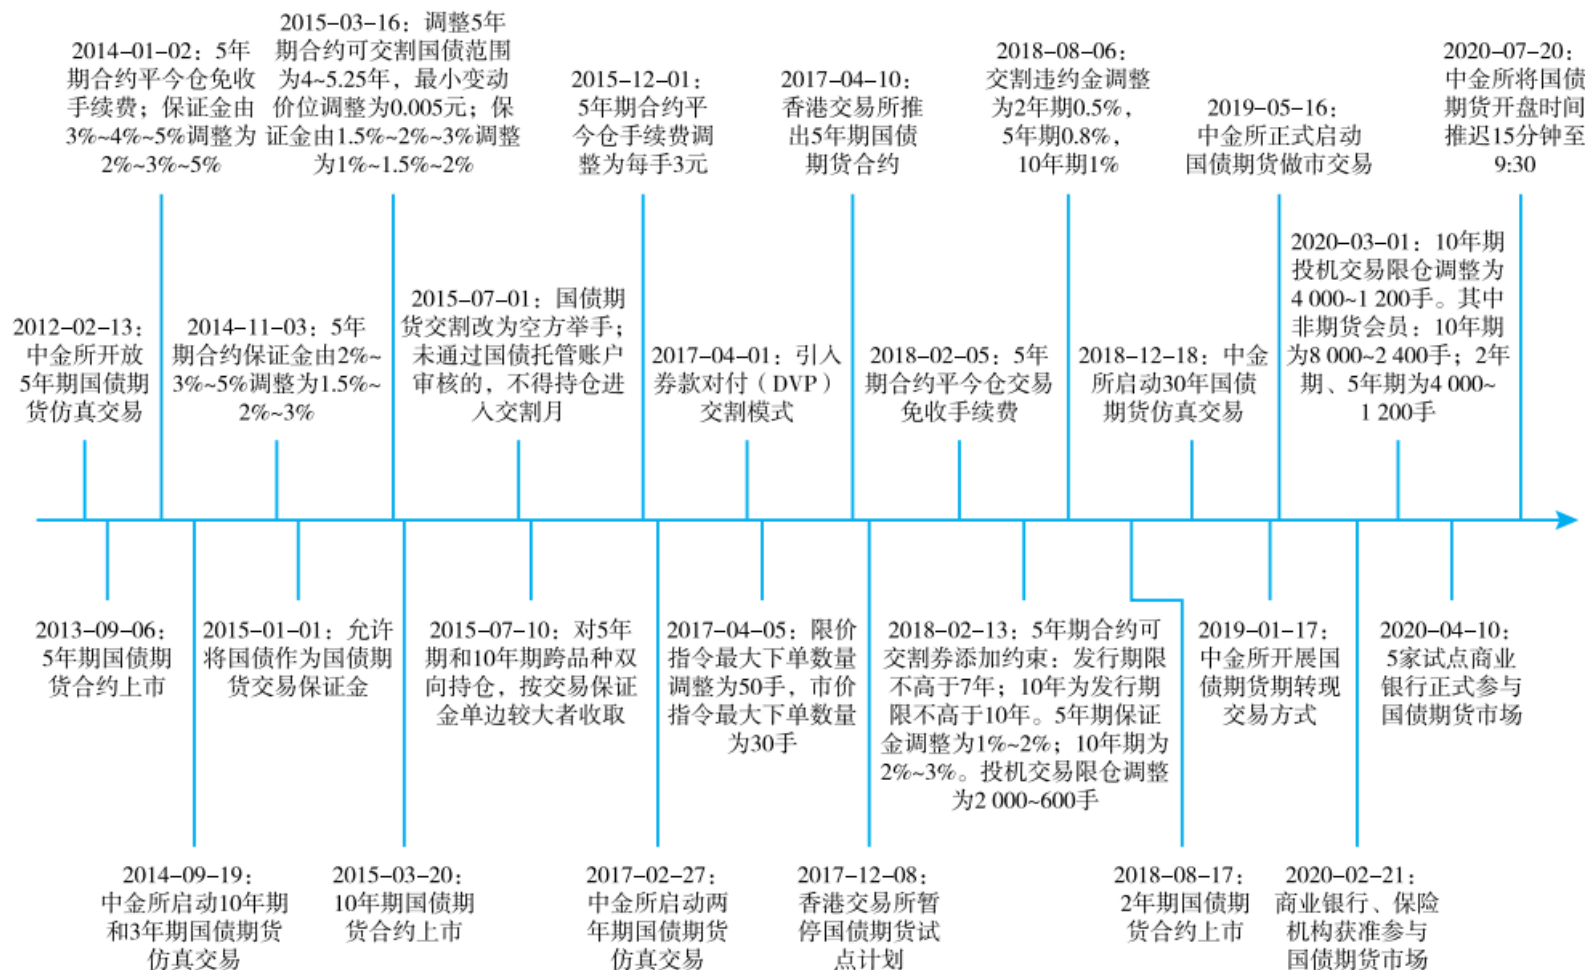 2014-01-02：5年
期合约平今仓免收
手续费；保证金由
3%~4%~5%调整为
2%~3%~5%
2015-03-16：调整5年
期合约可交割国债范围
为4~5.25年，最小变动
价位调整为0.005元；保
证金由1.5%~2%~3%调整
为1%~1.5%~2%
2015-12-01：
5年期合约平
今仓手续费调
整为每手3元
2017-04-10：
香港交易所推
出5年期国债
期货合约
2018-08-06：
交割违约金调整
为2年期0.5%，
5年期0.8%，
10年期1%
2019-05-16：
中金所正式启动
国债期货做市交易
2020-07-20：
中金所将国债
期货开盘时间
推迟15分钟至
9:30
2012-02-13：
中金所开放
5年期国债期
货仿真交易
2014-11-03：5年
期合约保证金由2%~
3%~5%调整为1.5%~
2%~3%
2015-07-01：国债期
货交割改为空方举手；
未通过国债托管账户
审核的，不得持仓进
入交割月
2017-04-01：引入
券款对付（DVP）
交割模式
2018-02-05：5年
期合约平今仓交易
免收手续费
2018-12-18：中金
所启动30年国债
期货仿真交易
2020-03-01：10年期
投机交易限仓调整为
4 000~1 200手。其中
非期货会员：10年期
为8 000~2 400手；2年
期、5年期为4 000~
1 200手
2013-09-06：
5年期国债期
货合约上市
2015-01-01：允许
将国债作为国债期
货交易保证金
2015-07-10：对5年
期和10年期跨品种双
向持仓，按交易保证
金单边较大者收取
2017-04-05：限价
指令最大下单数量
调整为50手，市价
指令最大下单数量
为30手
2018-02-13：5年期合约可
交割券添加约束：发行期限
不高于7年；10年为发行期
限不高于10年。5年期保证
金调整为1%~2%；10年期为
2%~3%。投机交易限仓调整
为2 000~600手
2019-01-17：
中金所开展国
债期货期转现
交易方式
2020-04-10：
5家试点商业
银行正式参与
国债期货市场
2014-09-19：
中金所启动10年期
和3年期国债期货
仿真交易
2015-03-20：
10年期国债期
货合约上市
2017-02-27：
中金所启动两
年期国债期货
仿真交易
2017-12-08：
香港交易所暂
停国债期货试
点计划
2018-08-17：
2年期国债期
货合约上市
2020-02-21：
商业银行、保险
机构获准参与
国债期货市场